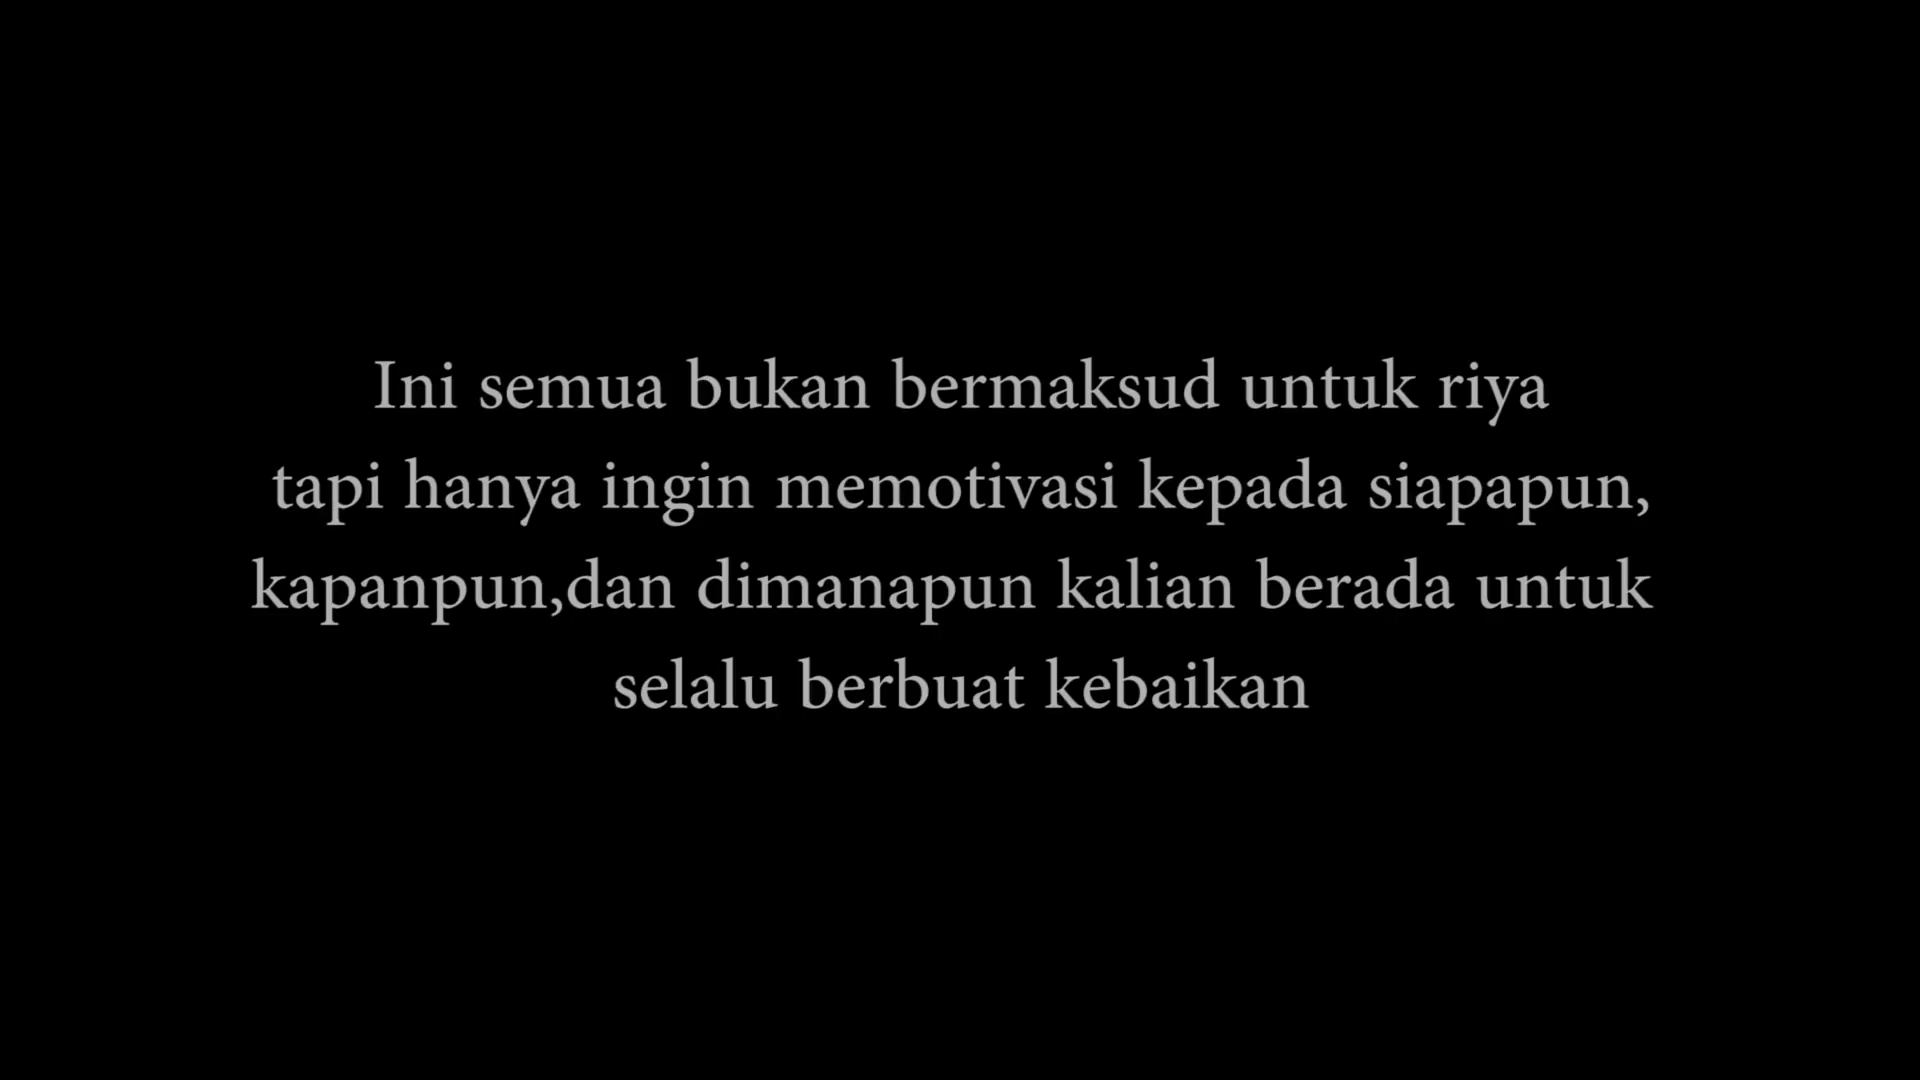 Ini semua bukan bermaksud untuk riya
tapi hanya ingin memotivasi kepada siapapun,
kapanpun,dan dimanapun kalian berada untuk
selalu berbuat kebaikan